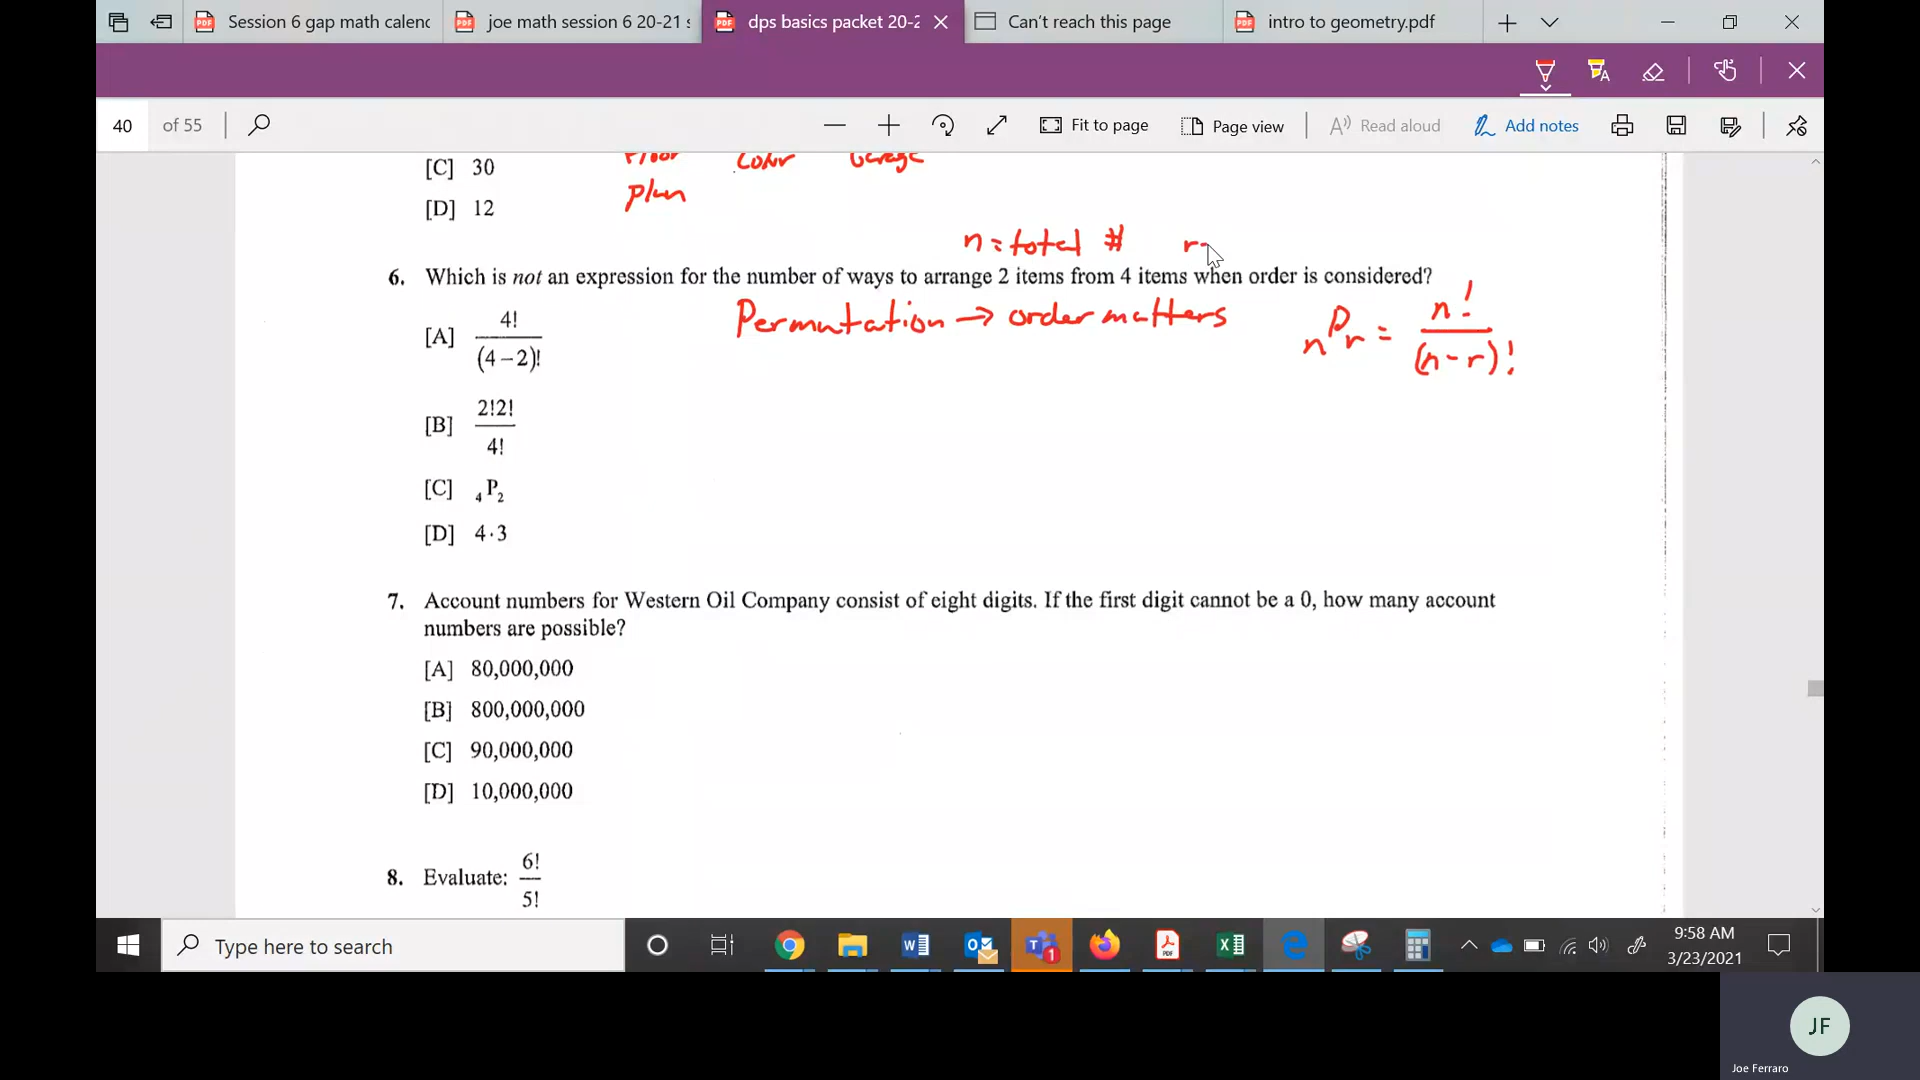 Session 6 gap math calenc
joe math session 6 20-21 s
dps basics packet 20-2
Can't reach this page
intro to geometry.pdf
40 of 55
Fit to page
Page view
Read aloud
Add notes
[C] 30
Floor color Garage
[D] 12
plan
n = total # r-
6. Which is not an expression for the number of ways to arrange 2 items from 4 items when order is considered?
Permutation → order matters
nPr = n! / (n-r)!
[A] 4! / (4-2)!
[B] 2!2! / 4!
[C] ₄P₂
[D] 4·3
7. Account numbers for Western Oil Company consist of eight digits. If the first digit cannot be a 0, how many account
numbers are possible?
[A] 80,000,000
[B] 800,000,000
[C] 90,000,000
[D] 10,000,000
8. Evaluate: 6! / 5!
Type here to search
9:58 AM
3/23/2021
JF
Joe Ferraro